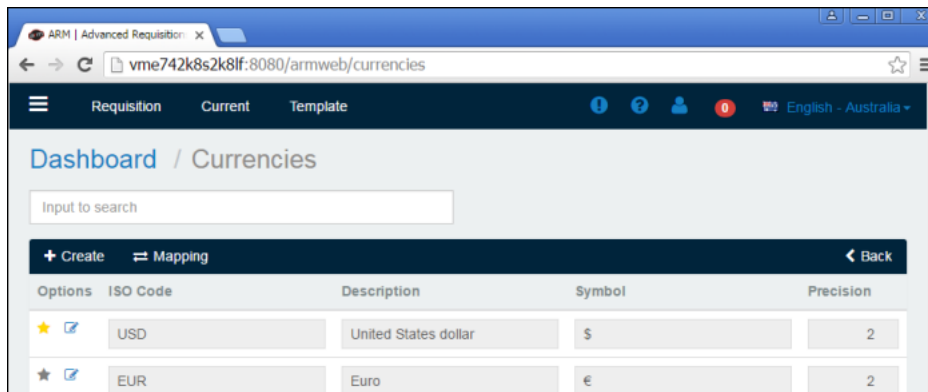 ARM | Advanced Requisition
vme742k8s2k8lf:8080/armweb/currencies
Requisition Current Template 0 English - Australia
Dashboard / Currencies
Input to search
Create Mapping Back
Options ISO Code Description Symbol Precision
USD United States dollar $ 2
EUR Euro € 2